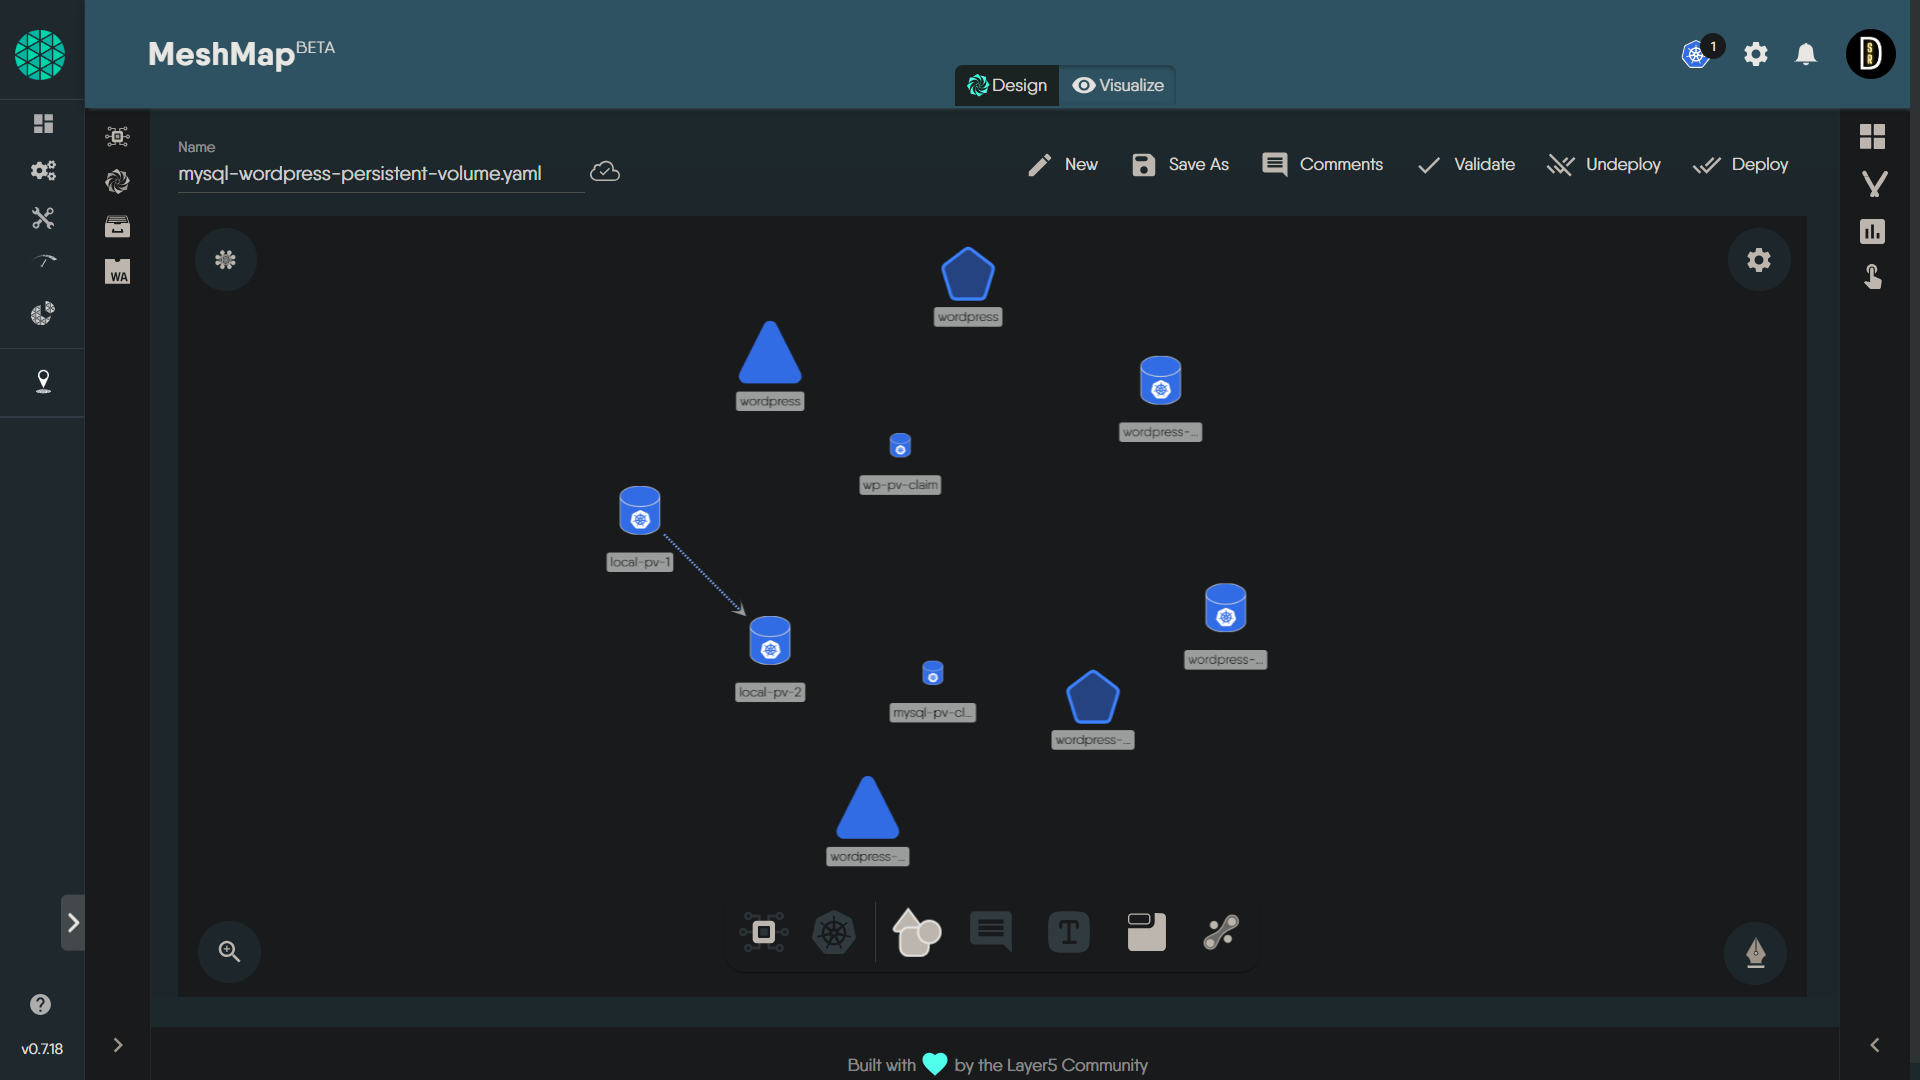 MeshMap BETA
1
Design
Visualize
Name
mysql-wordpress-persistent-volume.yaml
New
Save As
Comments
Validate
Undeploy
Deploy
WA
wordpress
wordpress
wordpress-...
wp-pv-claim
local-pv-1
local-pv-2
wordpress-...
mysql-pv-cl...
wordpress-...
wordpress-...
T
v0.7.18
Built with by the Layer5 Community